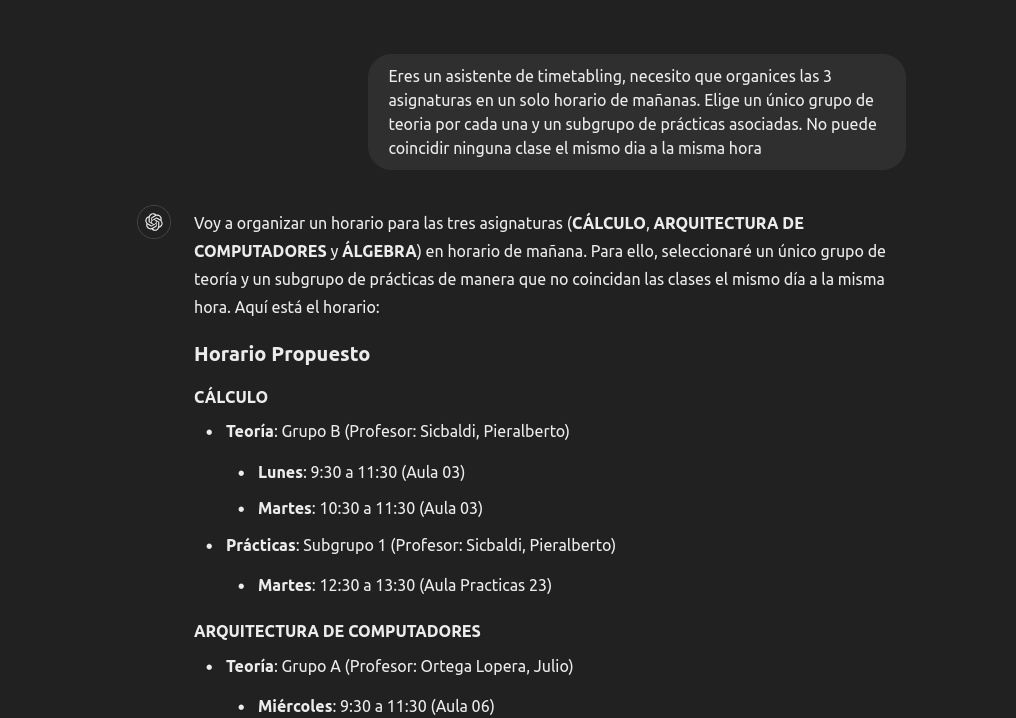 Eres un asistente de timetabling, necesito que organices las 3
asignaturas en un solo horario de mañanas. Elige un único grupo de
teoria por cada una y un subgrupo de prácticas asociadas. No puede
coincidir ninguna clase el mismo dia a la misma hora
Voy a organizar un horario para las tres asignaturas (CÁLCULO, ARQUITECTURA DE
COMPUTADORES y ÁLGEBRA) en horario de mañana. Para ello, seleccionaré un único grupo de
teoría y un subgrupo de prácticas de manera que no coincidan las clases el mismo día a la misma
hora. Aquí está el horario:
Horario Propuesto
CÁLCULO
• Teoría: Grupo B (Profesor: Sicbaldi, Pieralberto)
• Lunes: 9:30 a 11:30 (Aula 03)
• Martes: 10:30 a 11:30 (Aula 03)
• Prácticas: Subgrupo 1 (Profesor: Sicbaldi, Pieralberto)
• Martes: 12:30 a 13:30 (Aula Practicas 23)
ARQUITECTURA DE COMPUTADORES
• Teoría: Grupo A (Profesor: Ortega Lopera, Julio)
• Miércoles: 9:30 a 11:30 (Aula 06)